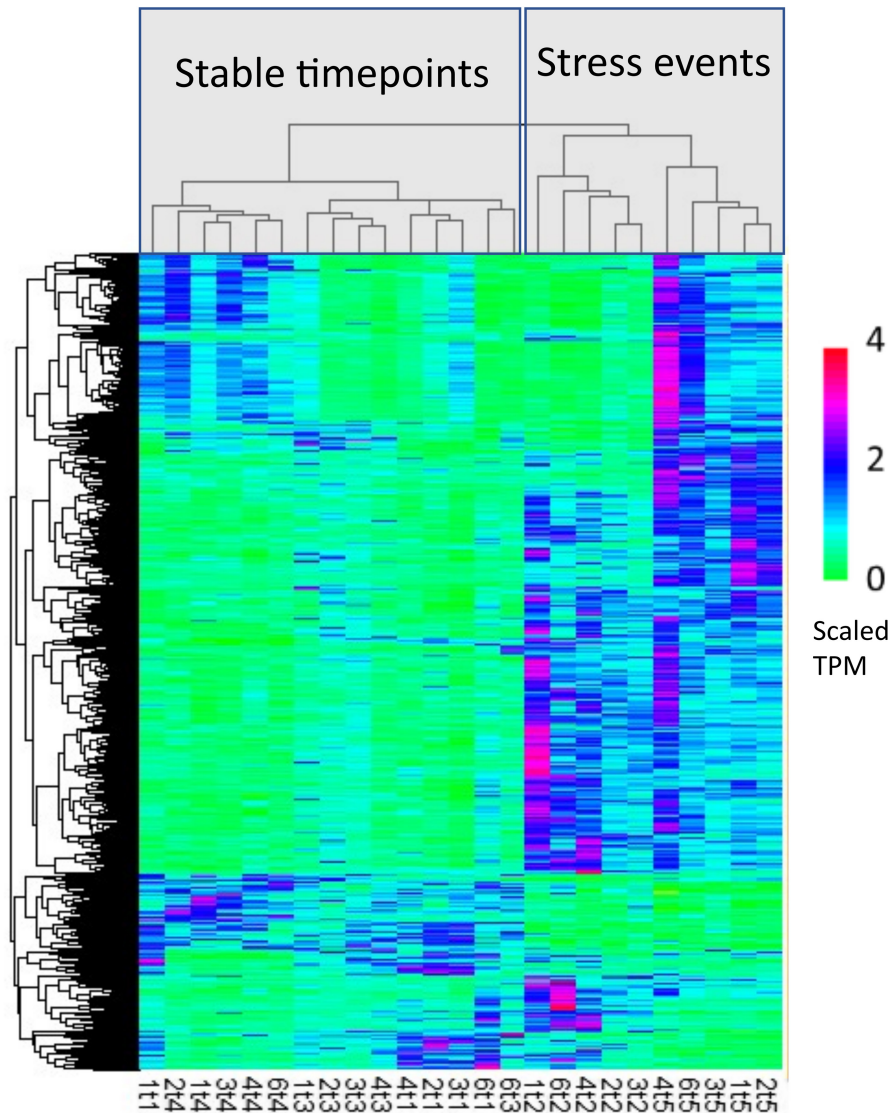 Stable timepoints
Stress events
4
2
0
Scaled
TPM
1t1
2t4
1t4
3t4
4t4
6t4
1t3
2t3
3t3
4t3
4t1
2t1
3t1
6t1
6t3
1t2
6t2
4t2
2t2
3t2
4t5
6t5
3t5
1t5
2t5